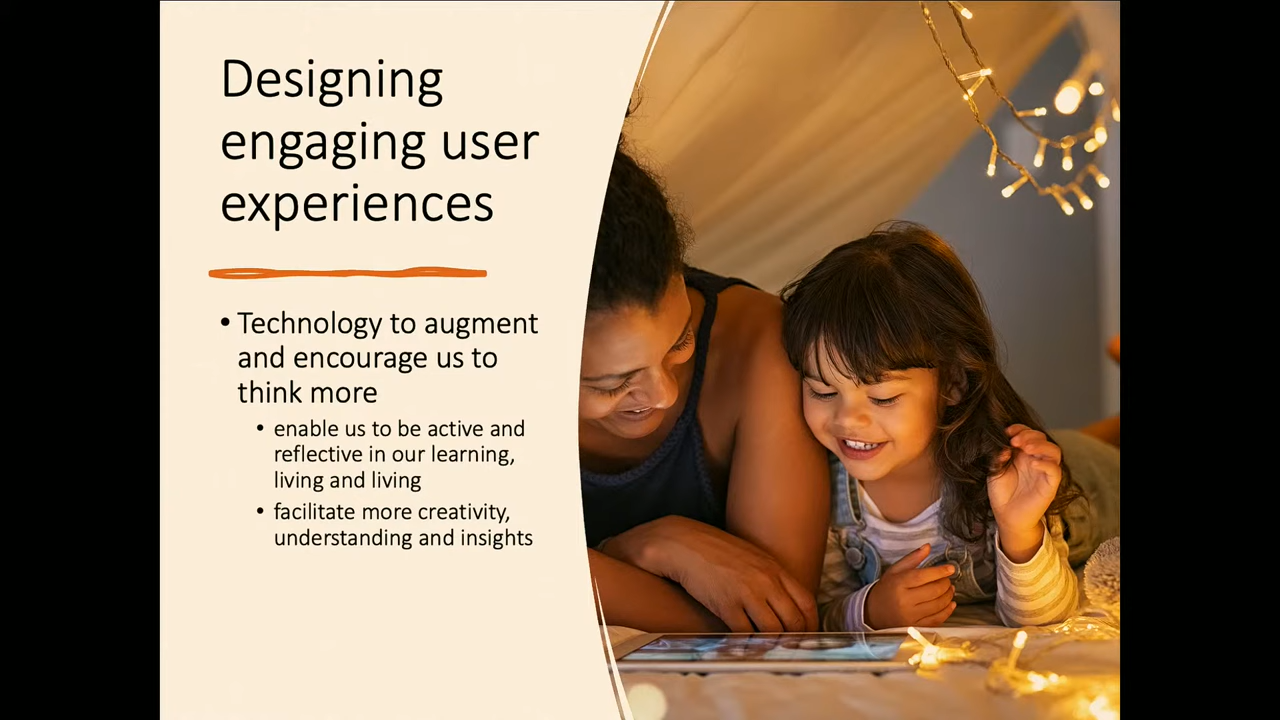 Designing
engaging user
experiences
• Technology to augment
and encourage us to
think more
• enable us to be active and
reflective in our learning,
living and living
• facilitate more creativity,
understanding and insights